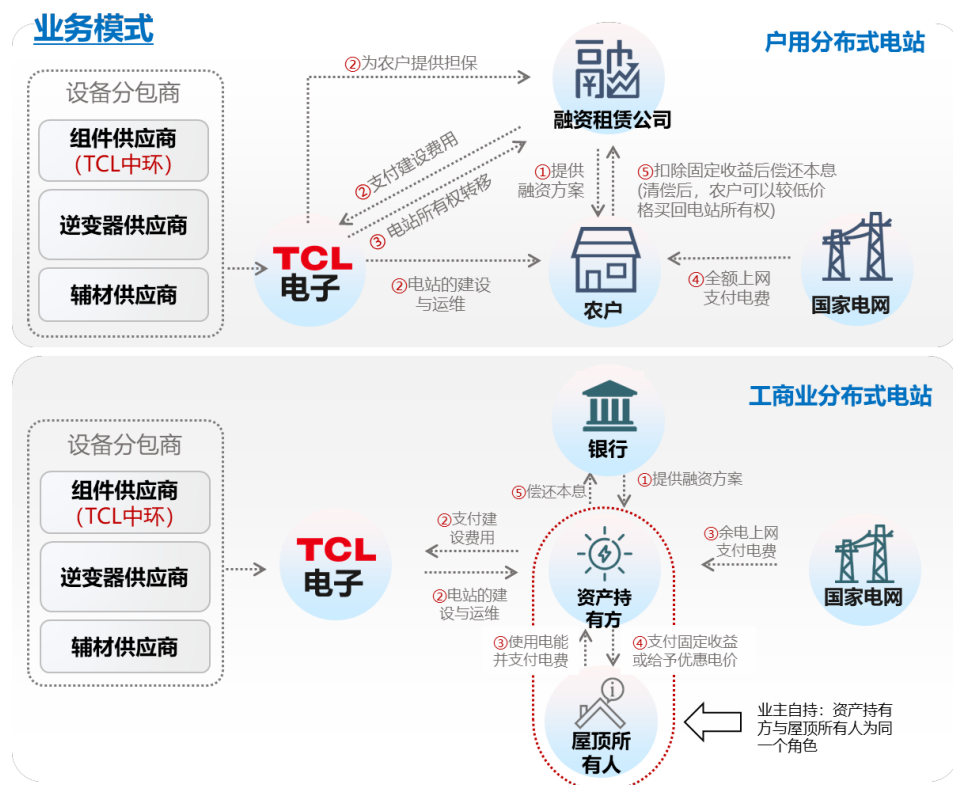 业务模式
户用分布式电站
设备分包商
组件供应商
(TCL中环)
逆变器供应商
辅材供应商
②为农户提供担保
融资租赁公司
②支付建设费用
③电站所有权转移
①提供
融资方案
⑤扣除固定收益后偿还本息
(清偿后，农户可以较低价
格买回电站所有权)
TCL
电子
②电站的建设
与运维
农户
④全额上网
支付电费
国家电网
工商业分布式电站
设备分包商
组件供应商
(TCL中环)
逆变器供应商
辅材供应商
银行
⑤偿还本息
①提供融资方案
TCL
电子
②支付建
设费用
②电站的建
设与运维
资产持
有方
③余电上网
支付电费
国家电网
③使用电能
并支付电费
④支付固定收益
或给予优惠电价
屋顶所
有人
业主自持：资产持有
方与屋顶所有人为同
一个角色